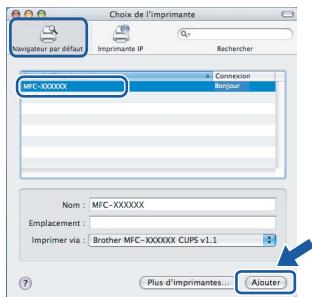 Choix de l'imprimante
Navigateur par défaut
Imprimante IP
Rechercher
Connexion
MFC-XXXXXX
Bonjour
Nom : MFC-XXXXXX
Emplacement :
Imprimer via : Brother MFC-XXXXXX CUPS v1.1
? Plus d'imprimantes... Ajouter